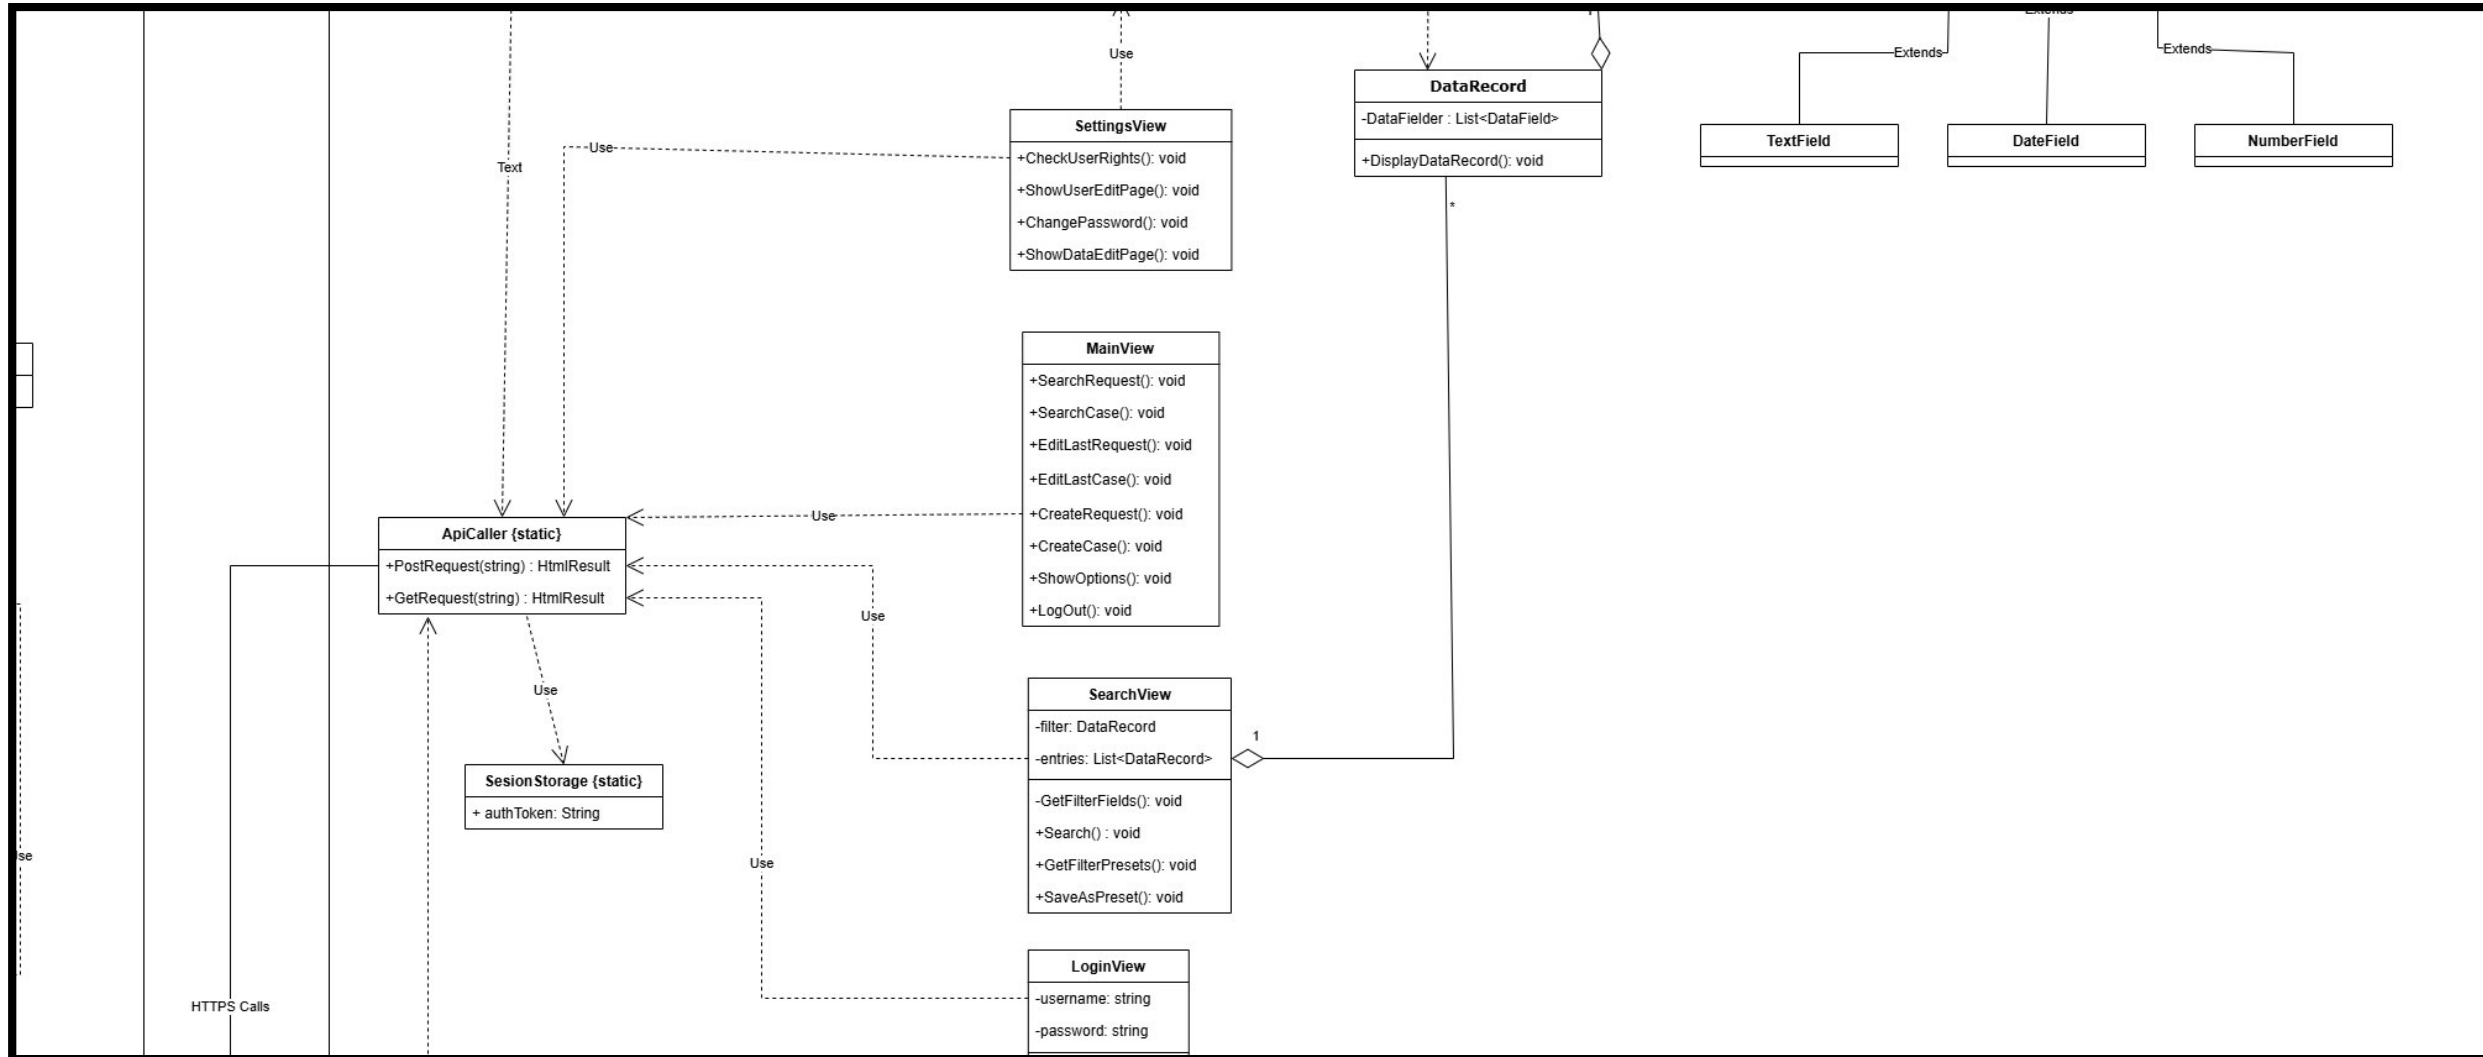 Extends
Use
Extends
Extends
DataRecord
-DataFielder : List<DataField>
+DisplayDataRecord(): void
*
SettingsView
+CheckUserRights(): void
+ShowUserEditPage(): void
+ChangePassword(): void
+ShowDataEditPage(): void
TextField
DateField
NumberField
Use
Text
MainView
+SearchRequest(): void
+SearchCase(): void
+EditLastRequest(): void
+EditLastCase(): void
+CreateRequest(): void
+CreateCase(): void
+ShowOptions(): void
+LogOut(): void
Use
ApiCaller {static}
+PostRequest(string) : HtmlResult
+GetRequest(string) : HtmlResult
Use
Use
SesionStorage {static}
+ authToken: String
SearchView
-filter: DataRecord
-entries: List<DataRecord>
-GetFilterFields(): void
+Search() : void
+GetFilterPresets(): void
+SaveAsPreset(): void
1
Use
LoginView
-username: string
-password: string
HTTPS Calls